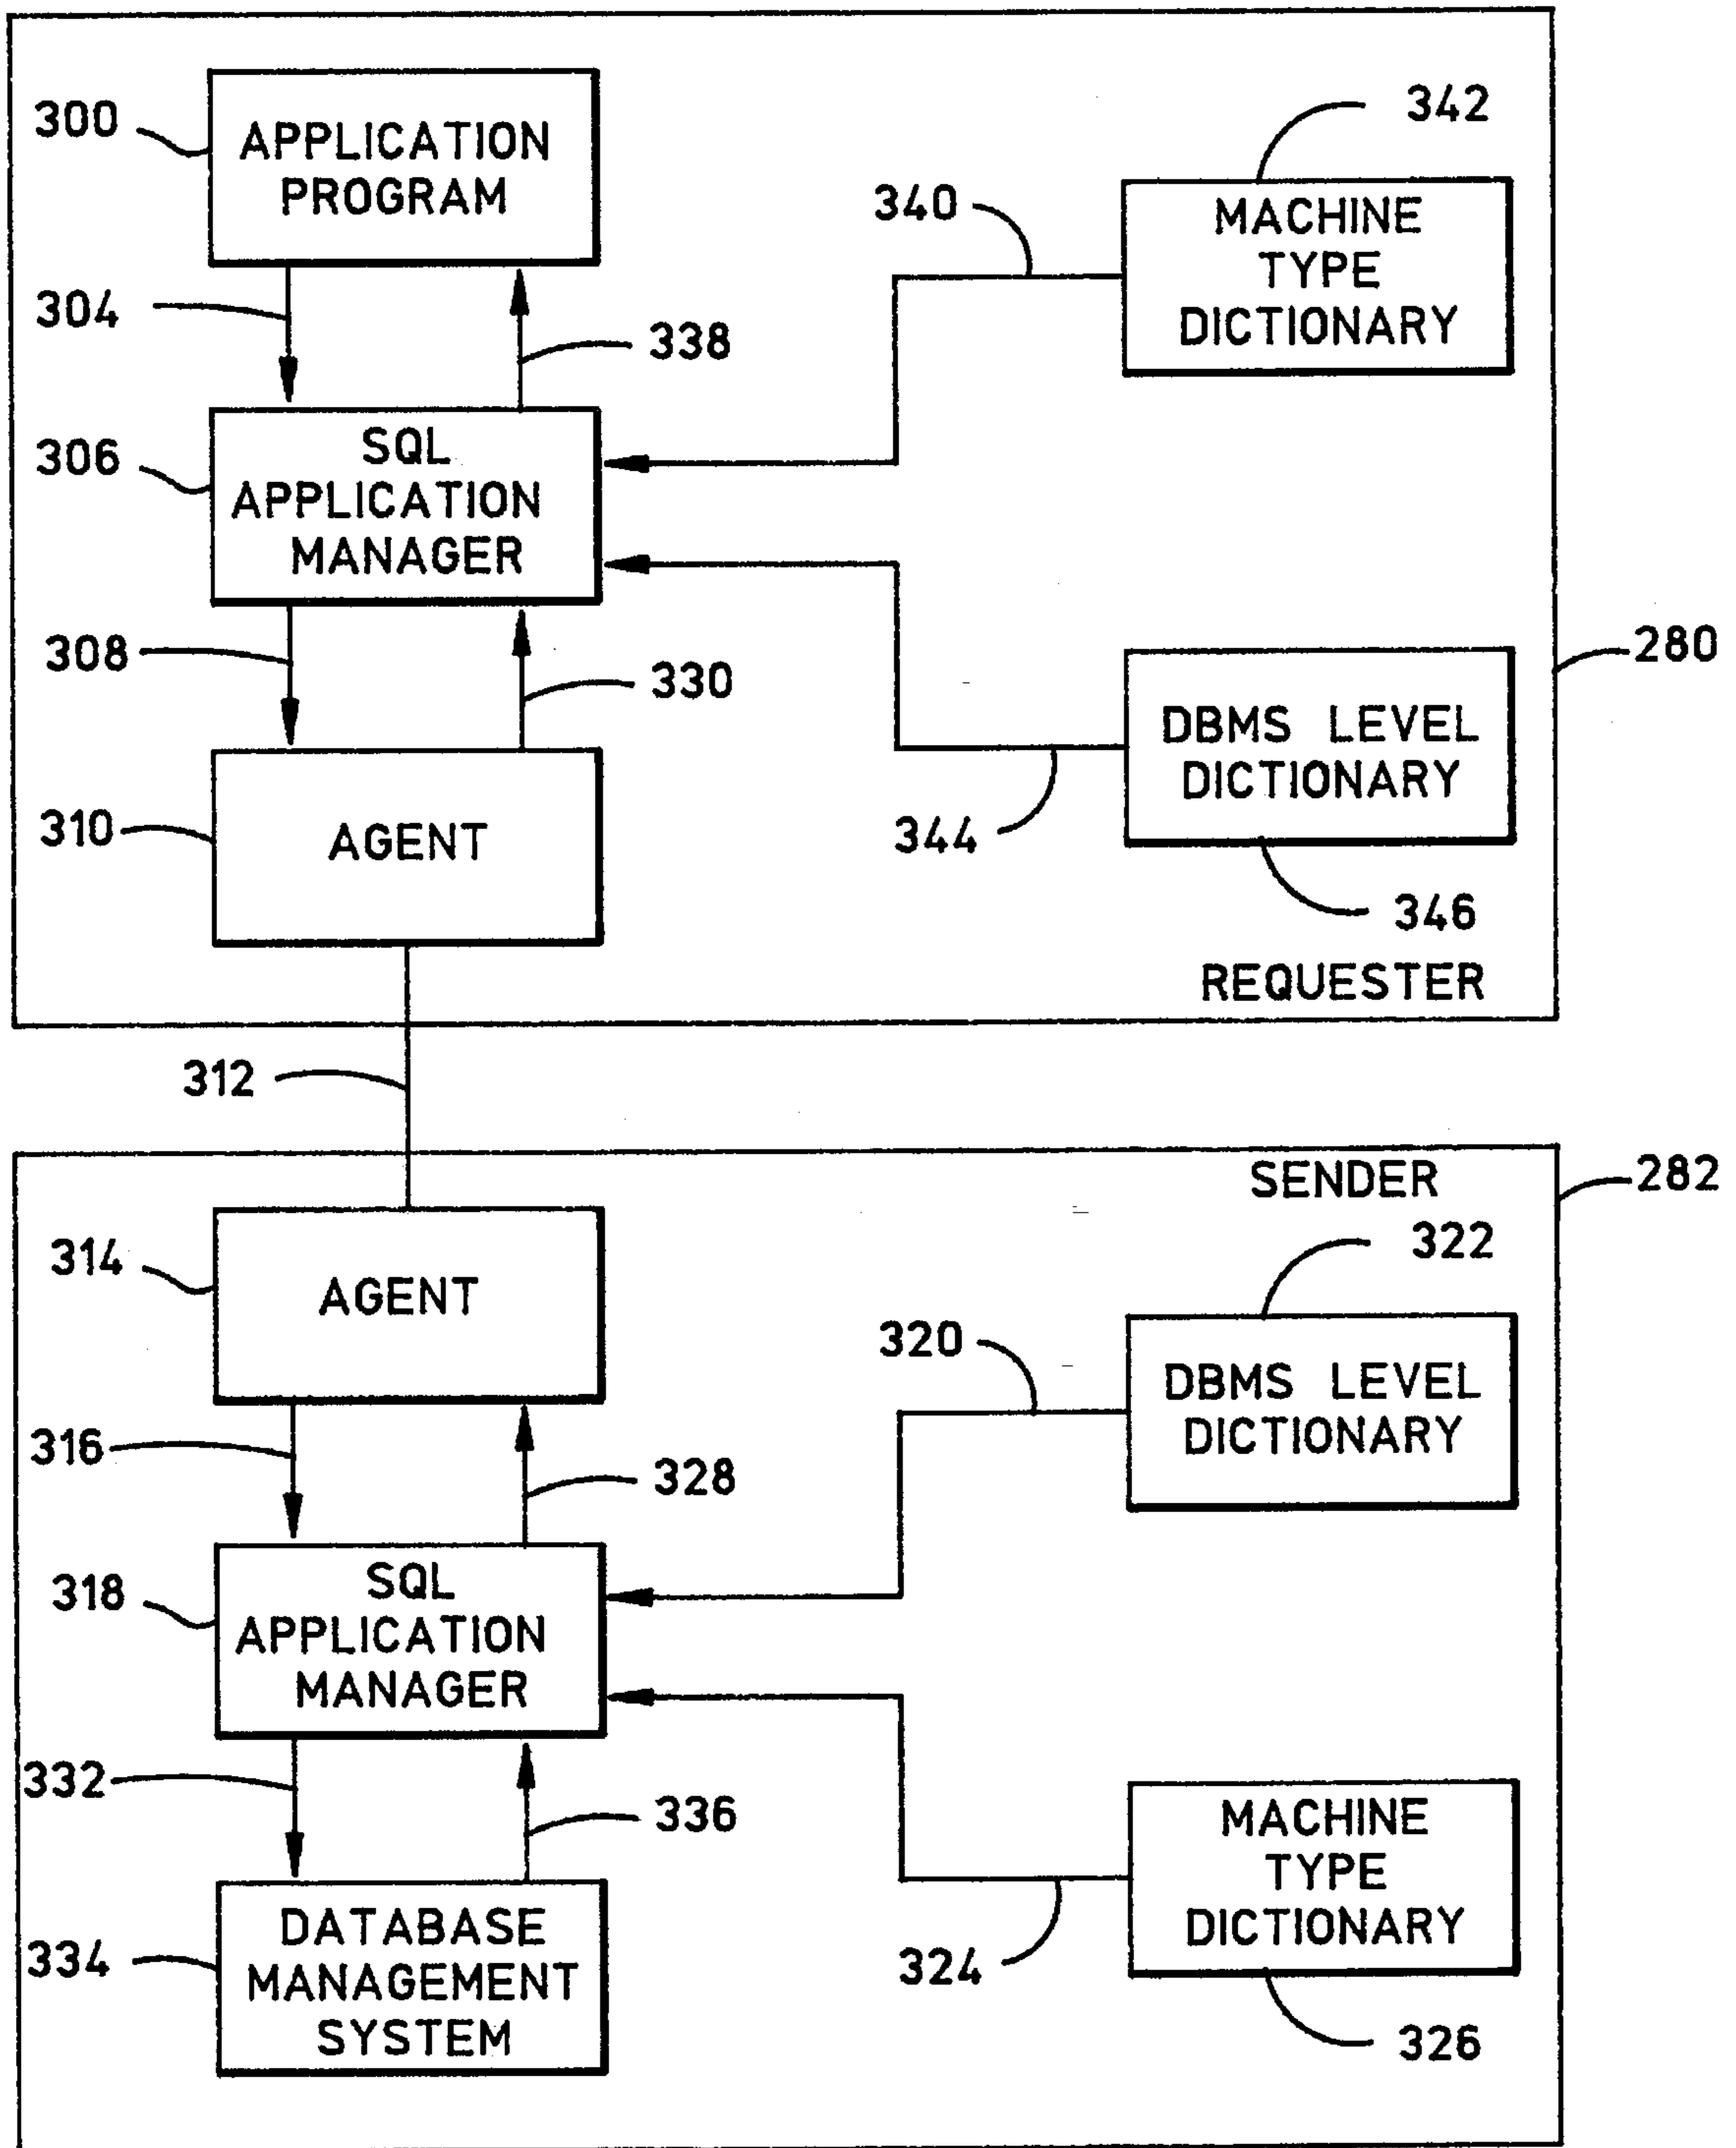 300
APPLICATION
PROGRAM
342
340
MACHINE
TYPE
DICTIONARY
304
338
306
SQL
APPLICATION
MANAGER
308
330
280
DBMS LEVEL
DICTIONARY
310
AGENT
344
346
REQUESTER
312
SENDER
282
314
AGENT
322
320
DBMS LEVEL
DICTIONARY
316
328
318
SQL
APPLICATION
MANAGER
332
336
MACHINE
TYPE
DICTIONARY
334
DATABASE
MANAGEMENT
SYSTEM
324
326